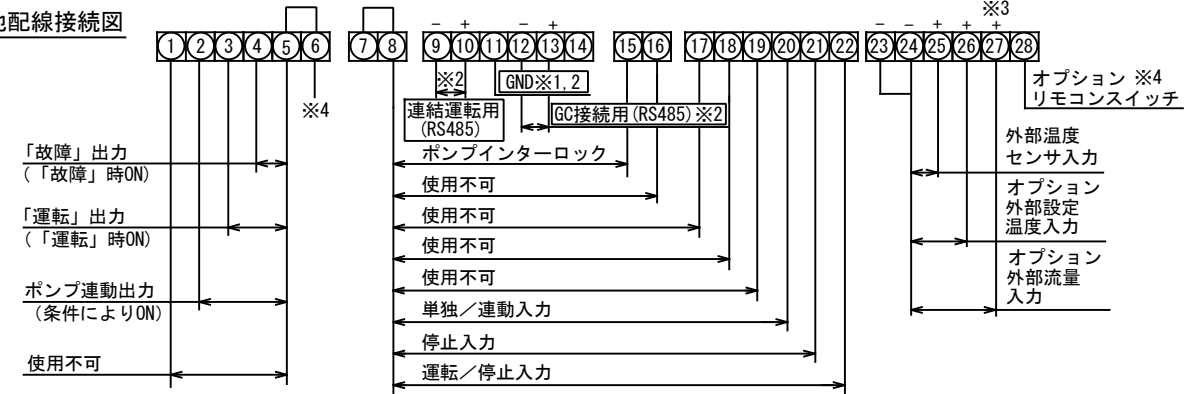 配線接続図
※3
－ ＋ － ＋ － － ＋ ＋ ＋
① ② ③ ④ ⑤ ⑥ ⑦ ⑧ ⑨ ⑩ ⑪ ⑫ ⑬ ⑭ ⑮ ⑯ ⑰ ⑱ ⑲ ⑳ ㉑ ㉒ ㉓ ㉔ ㉕ ㉖ ㉗ ㉘
※4
※2
GND※1,2
連結運転用
(RS485)
GC接続用(RS485)※2
オプション ※4
リモコンスイッチ
「故障」出力
(「故障」時ON)
「運転」出力
(「運転」時ON)
ポンプ連動出力
(条件によりON)
使用不可
ポンプインターロック
使用不可
使用不可
使用不可
使用不可
単独／連動入力
停止入力
運転／停止入力
外部温度
センサ入力
オプション
外部設定
温度入力
オプション
外部流量
入力